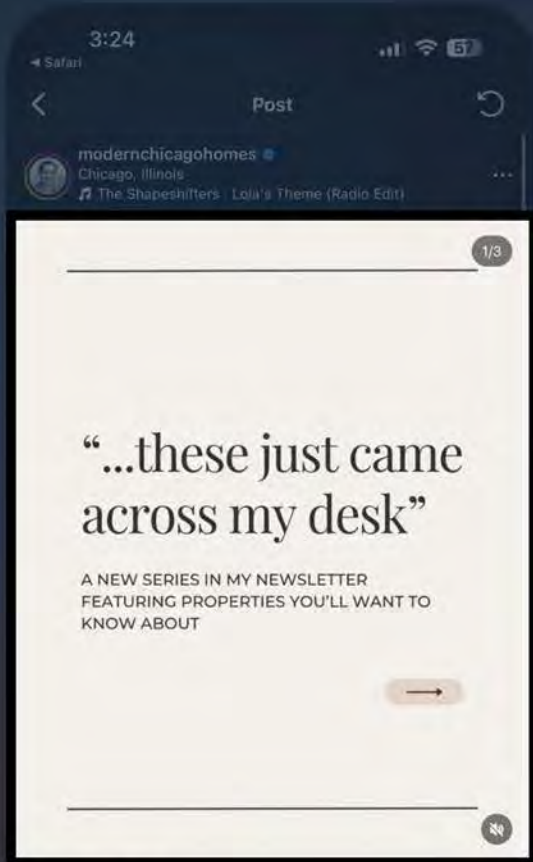 3:24
57
Safari
Post
modernchicagohomes
Chicago, Illinois
The Shapeshifters Lola's Theme (Radio Edit)
1/3
“...these just came
across my desk”
A NEW SERIES IN MY NEWSLETTER
FEATURING PROPERTIES YOU'LL WANT TO
KNOW ABOUT